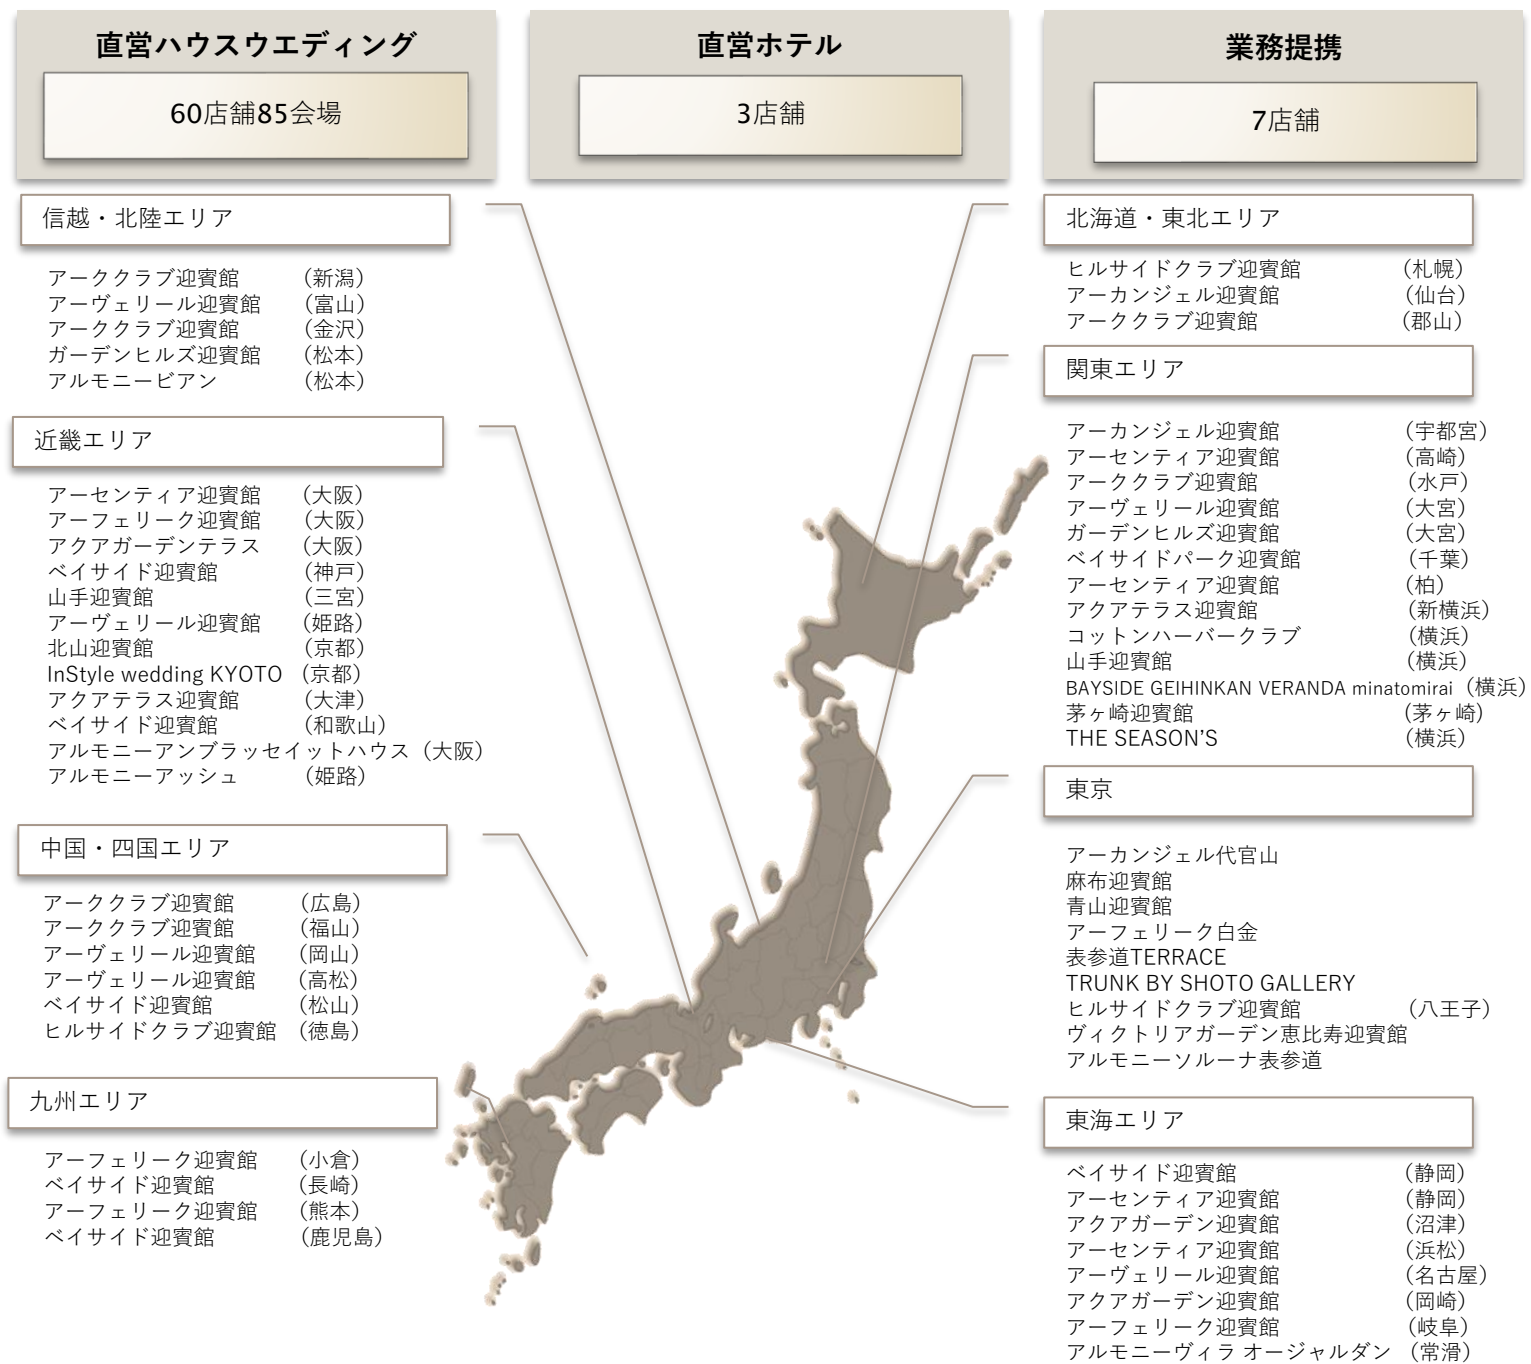 直営ハウスウエディング
60店舗85会場
直営ホテル
3店舗
業務提携
7店舗
信越・北陸エリア
アーククラブ迎賓館 （新潟）
アーヴェリール迎賓館 （富山）
アーククラブ迎賓館 （金沢）
ガーデンヒルズ迎賓館 （松本）
アルモニービアン （松本）
近畿エリア
アーセンティア迎賓館 （大阪）
アーフェリーク迎賓館 （大阪）
アクアガーデンテラス （大阪）
ベイサイド迎賓館 （神戸）
山手迎賓館 （三宮）
アーヴェリール迎賓館 （姫路）
北山迎賓館 （京都）
InStyle wedding KYOTO （京都）
アクアテラス迎賓館 （大津）
ベイサイド迎賓館 （和歌山）
アルモニーアンブラッセイットハウス（大阪）
アルモニーアッシュ （姫路）
中国・四国エリア
アーククラブ迎賓館 （広島）
アーククラブ迎賓館 （福山）
アーヴェリール迎賓館 （岡山）
アーヴェリール迎賓館 （高松）
ベイサイド迎賓館 （松山）
ヒルサイドクラブ迎賓館 （徳島）
九州エリア
アーフェリーク迎賓館 （小倉）
ベイサイド迎賓館 （長崎）
アーフェリーク迎賓館 （熊本）
ベイサイド迎賓館 （鹿児島）
北海道・東北エリア
ヒルサイドクラブ迎賓館 （札幌）
アーカンジェル迎賓館 （仙台）
アーククラブ迎賓館 （郡山）
関東エリア
アーカンジェル迎賓館 （宇都宮）
アーセンティア迎賓館 （高崎）
アーククラブ迎賓館 （水戸）
アーヴェリール迎賓館 （大宮）
ガーデンヒルズ迎賓館 （大宮）
ベイサイドパーク迎賓館 （千葉）
アーセンティア迎賓館 （柏）
アクアテラス迎賓館 （新横浜）
コットンハーバークラブ （横浜）
山手迎賓館 （横浜）
BAYSIDE GEIHINKAN VERANDA minatomirai（横浜）
茅ヶ崎迎賓館 （茅ヶ崎）
THE SEASON’S （横浜）
東京
アーカンジェル代官山
麻布迎賓館
青山迎賓館
アーフェリーク白金
表参道TERRACE
TRUNK BY SHOTO GALLERY
ヒルサイドクラブ迎賓館 （八王子）
ヴィクトリアガーデン恵比寿迎賓館
アルモニーソルーナ表参道
東海エリア
ベイサイド迎賓館 （静岡）
アーセンティア迎賓館 （静岡）
アクアガーデン迎賓館 （沼津）
アーセンティア迎賓館 （浜松）
アーヴェリール迎賓館 （名古屋）
アクアガーデン迎賓館 （岡崎）
アーフェリーク迎賓館 （岐阜）
アルモニーヴィラ オージャルダン （常滑）